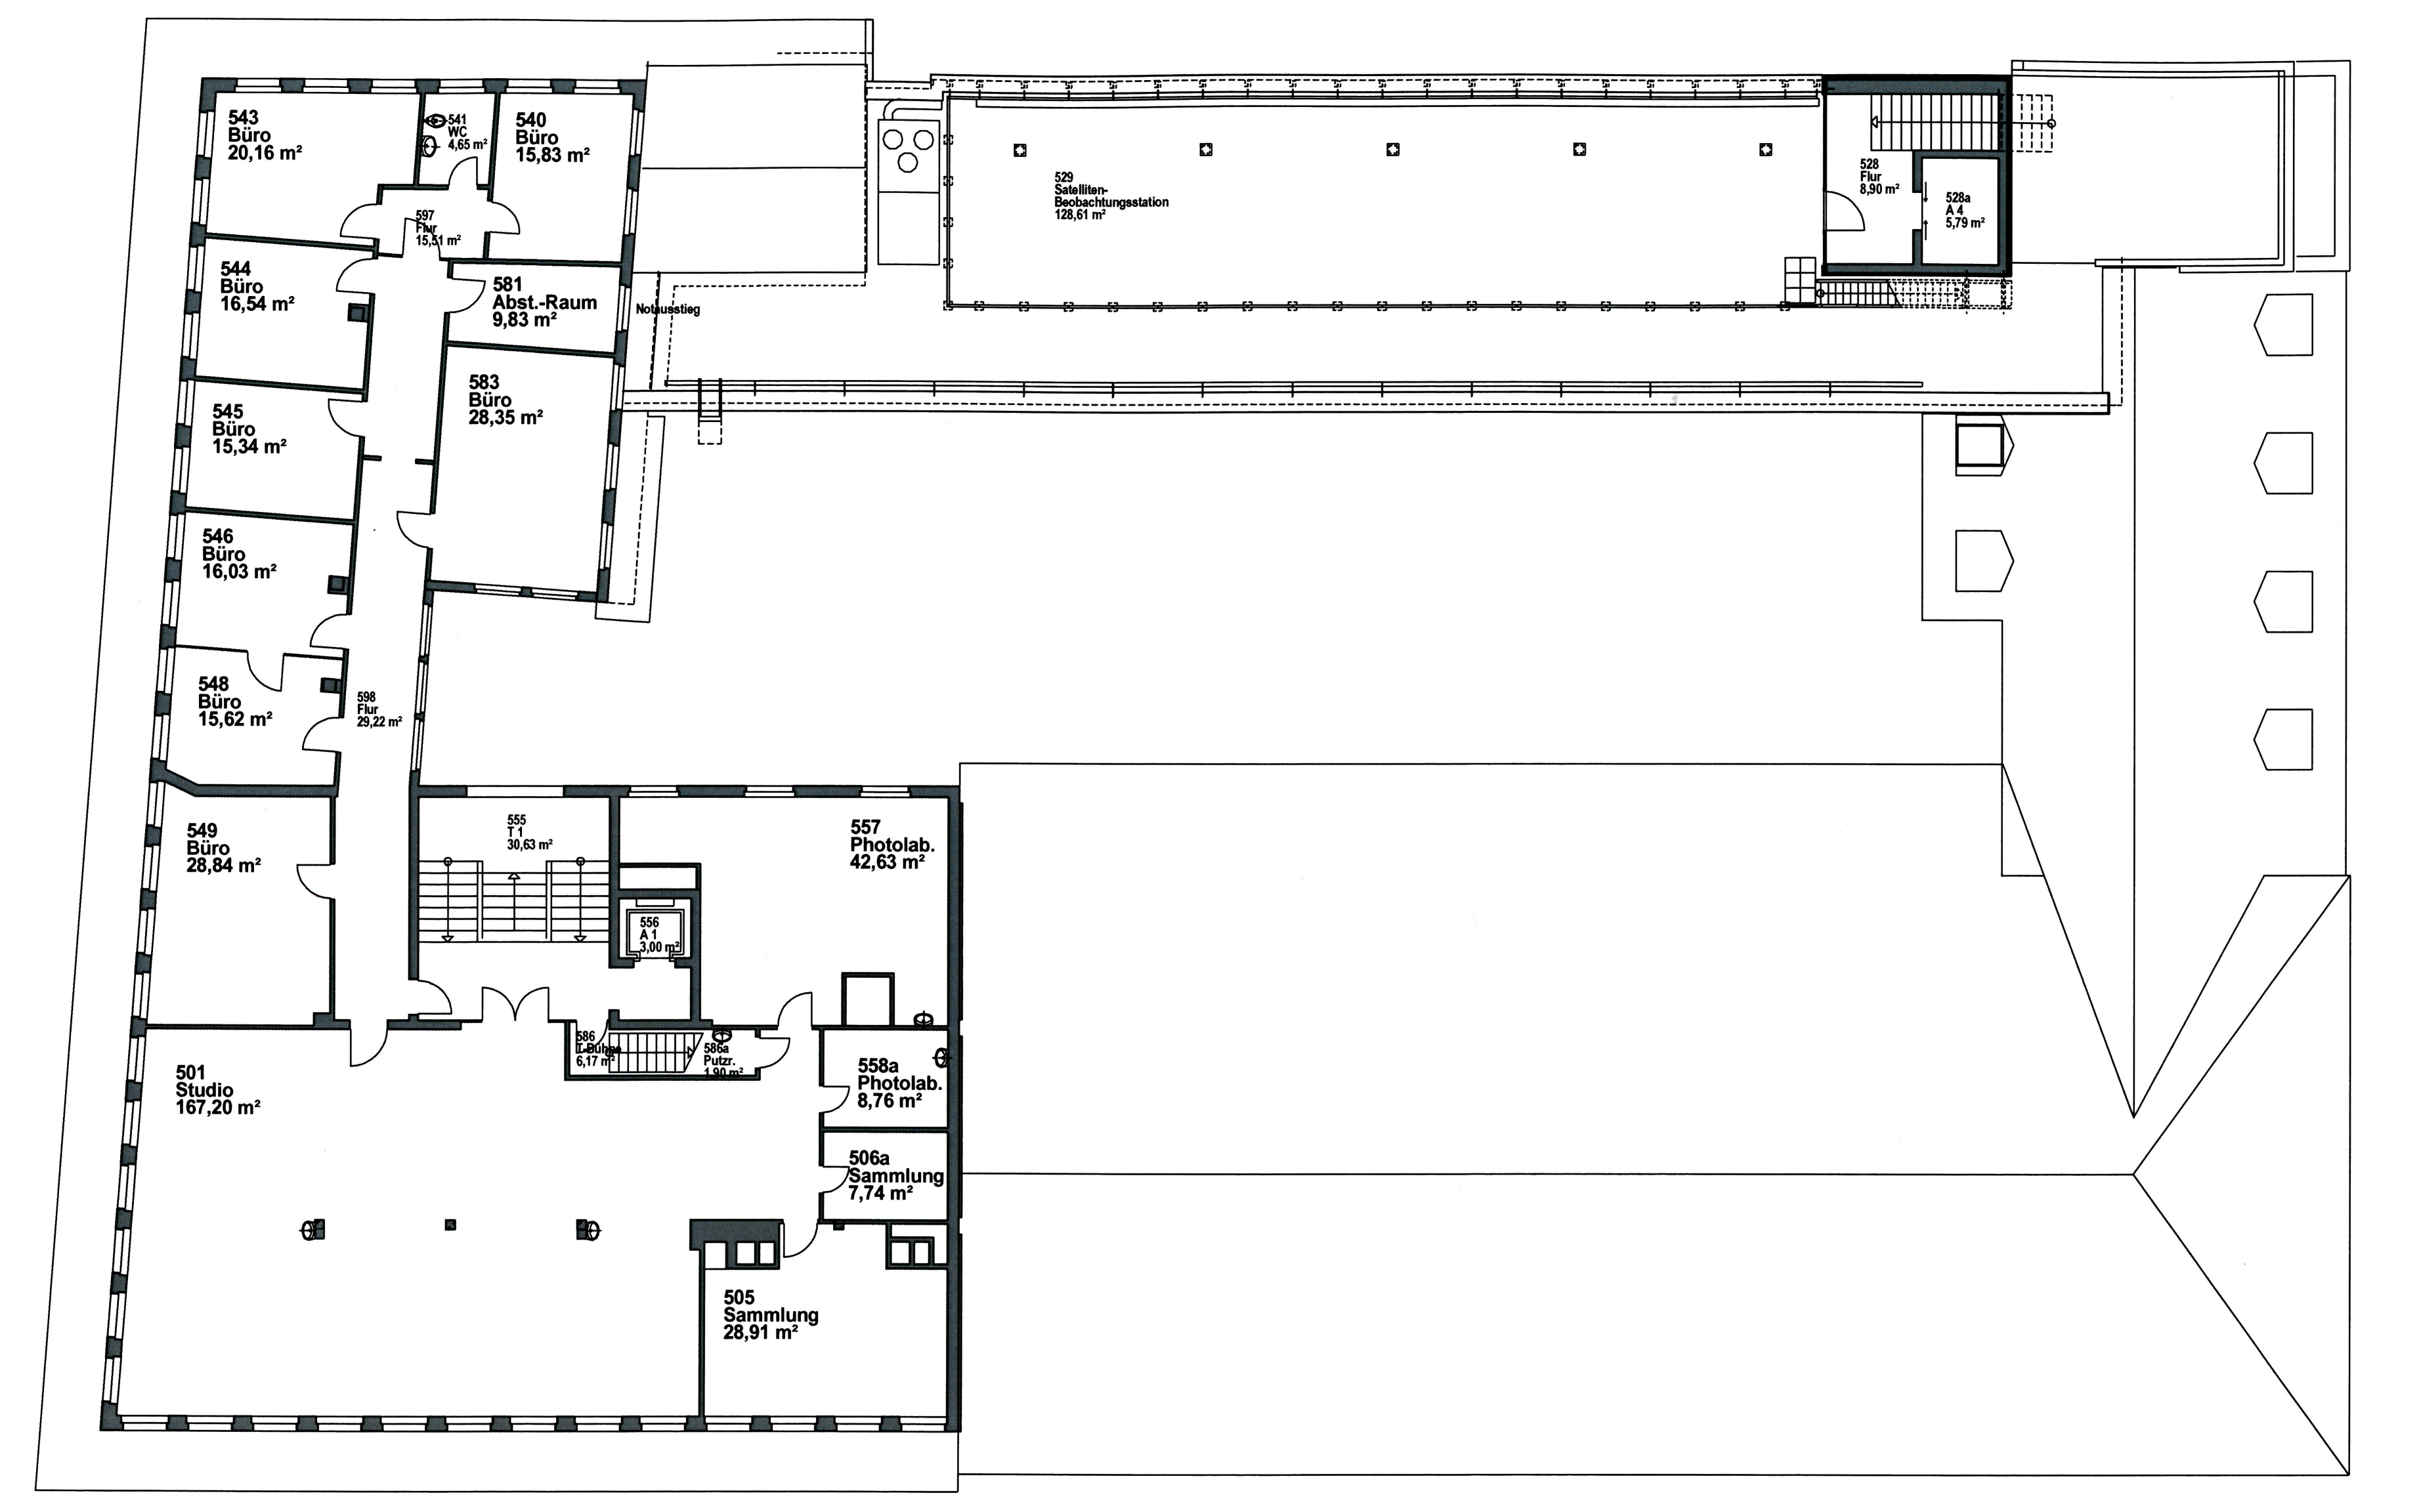 543
Büro
20,16 m²
541
WC
4,65 m²
540
Büro
15,83 m²
597
Flur
15,51 m²
529
Satelliten-
Beobachtungsstation
128,61 m²
528
Flur
8,90 m²
528a
A 4
5,79 m²
544
Büro
16,54 m²
581
Abst.-Raum
9,83 m²
Notausstieg
545
Büro
15,34 m²
583
Büro
28,35 m²
546
Büro
16,03 m²
548
Büro
15,62 m²
598
Flur
29,22 m²
549
Büro
28,84 m²
555
T 1
30,63 m²
557
Photolab.
42,63 m²
556
A 1
3,00 m²
586
T-Bühne
6,17 m²
586a
Putzr.
1,90 m²
501
Studio
167,20 m²
558a
Photolab.
8,76 m²
506a
Sammlung
7,74 m²
505
Sammlung
28,91 m²